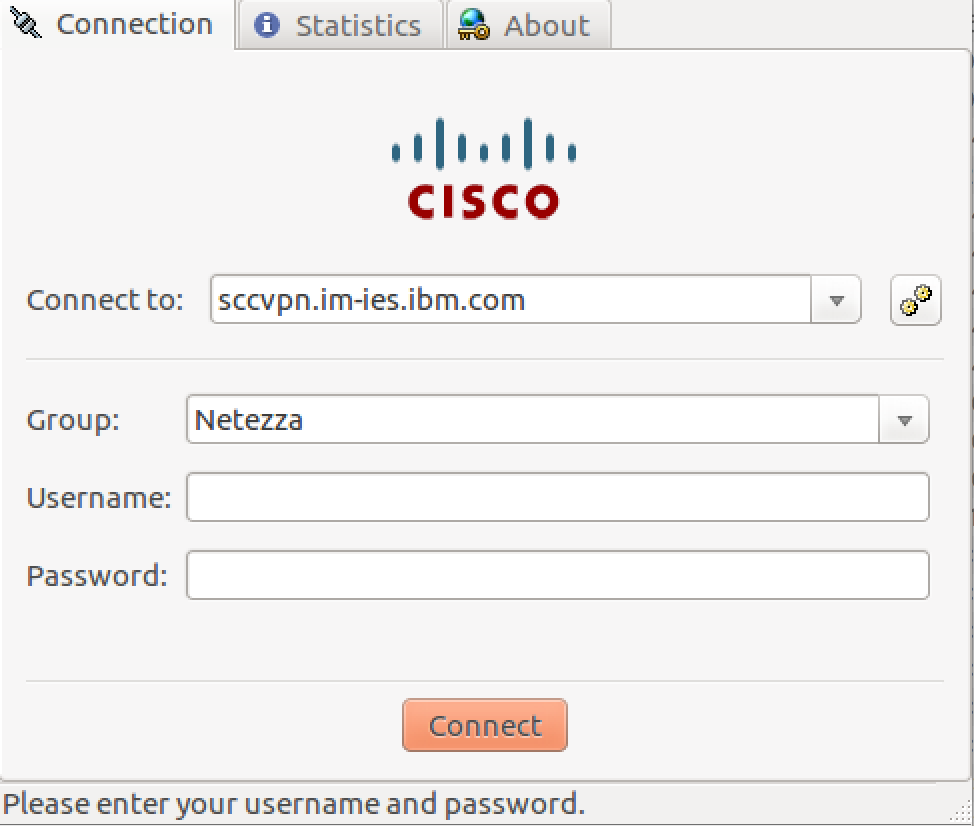 Connection Statistics About
CISCO
Connect to: sccvpn.im-ies.ibm.com
Group: Netezza
Username:
Password:
Connect
Please enter your username and password.